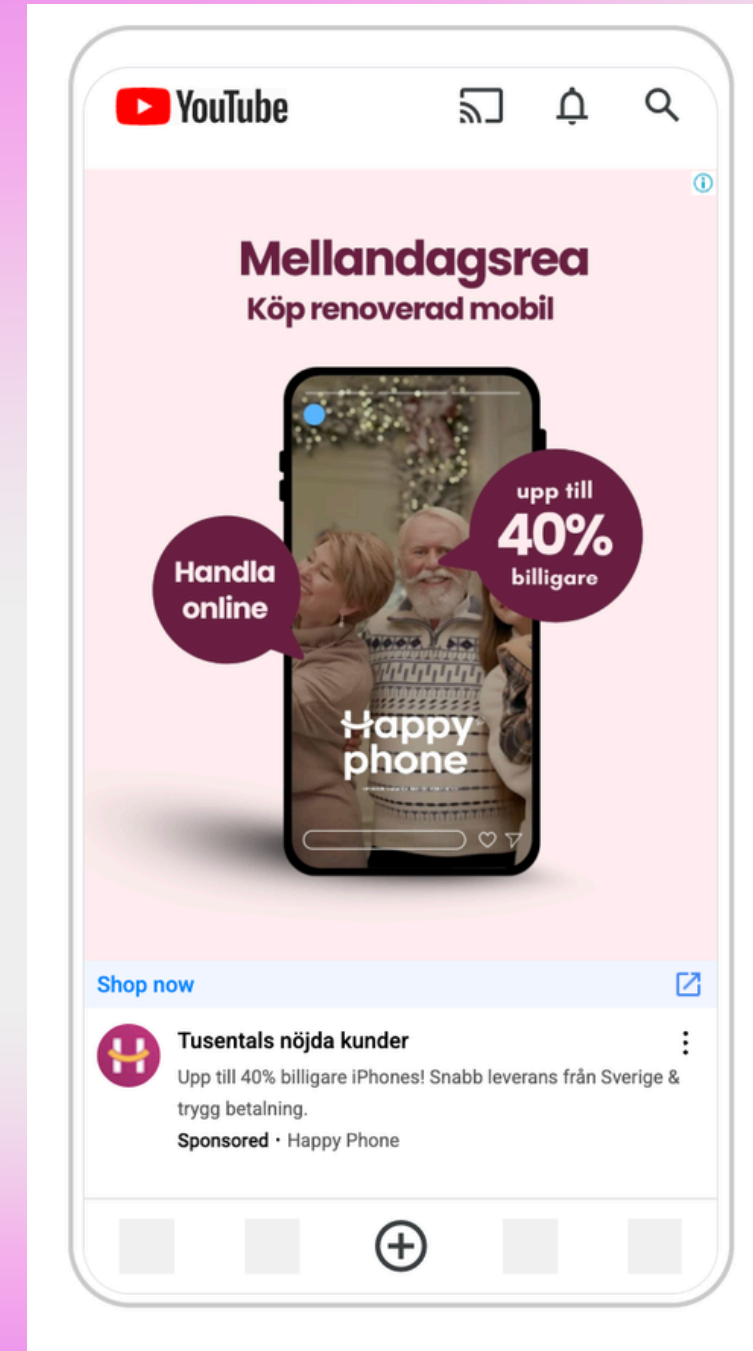 YouTube
Mellandagsrea
Köp renoverad mobil
upp till
40%
billigare
Handla
online
Happy
phone
Shop now
Tusentals nöjda kunder
Upp till 40% billigare iPhones! Snabb leverans från Sverige &
trygg betalning.
Sponsored · Happy Phone